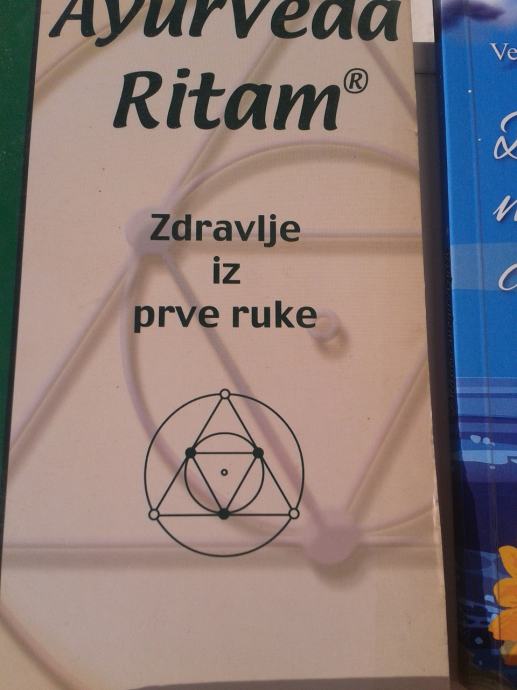 Ayurveda
Ritam®
Zdravlje
iz
prve ruke